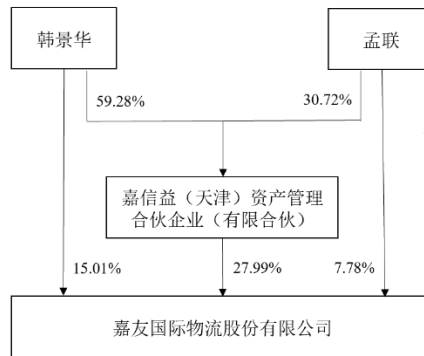 韩景华
孟联
59.28%
30.72%
嘉信益（天津）资产管理
合伙企业（有限合伙）
15.01%
27.99%
7.78%
嘉友国际物流股份有限公司